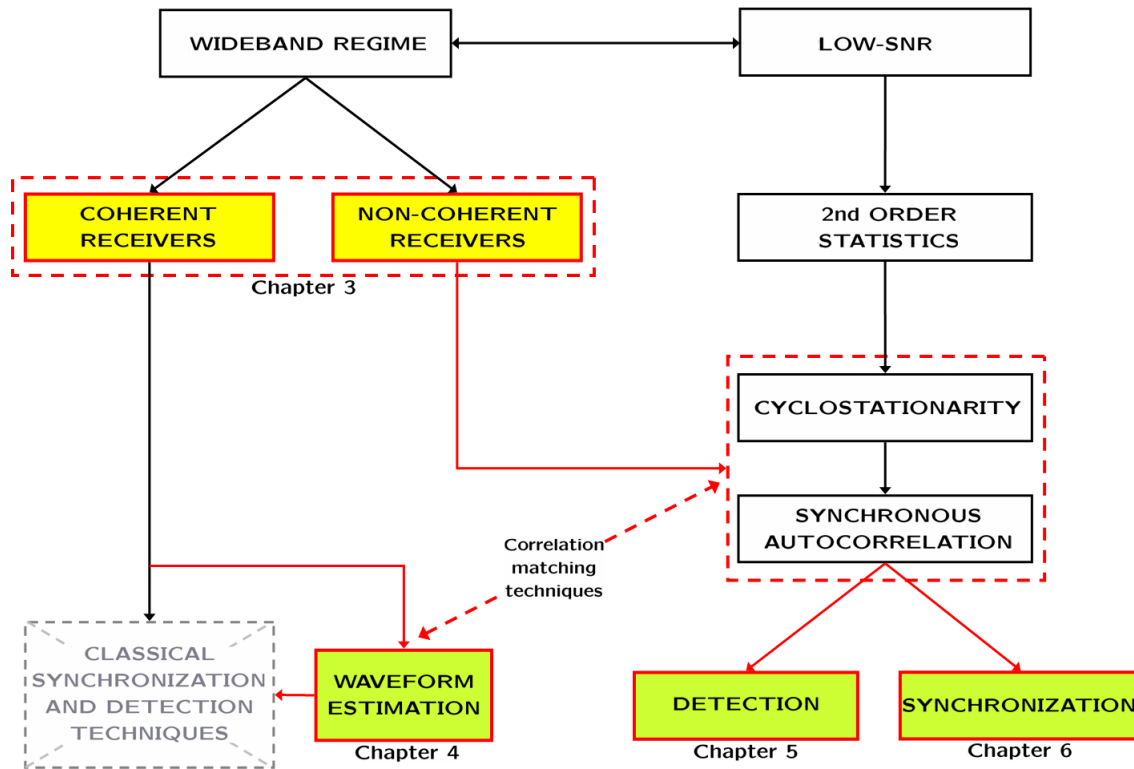 WIDEBAND REGIME
LOW-SNR
COHERENT
RECEIVERS
NON-COHERENT
RECEIVERS
2nd ORDER
STATISTICS
Chapter 3
CYCLOSTATIONARITY
SYNCHRONOUS
AUTOCORRELATION
Correlation
matching
techniques
CLASSICAL
SYNCHRONIZATION
AND DETECTION
TECHNIQUES
WAVEFORM
ESTIMATION
DETECTION
SYNCHRONIZATION
Chapter 4
Chapter 5
Chapter 6